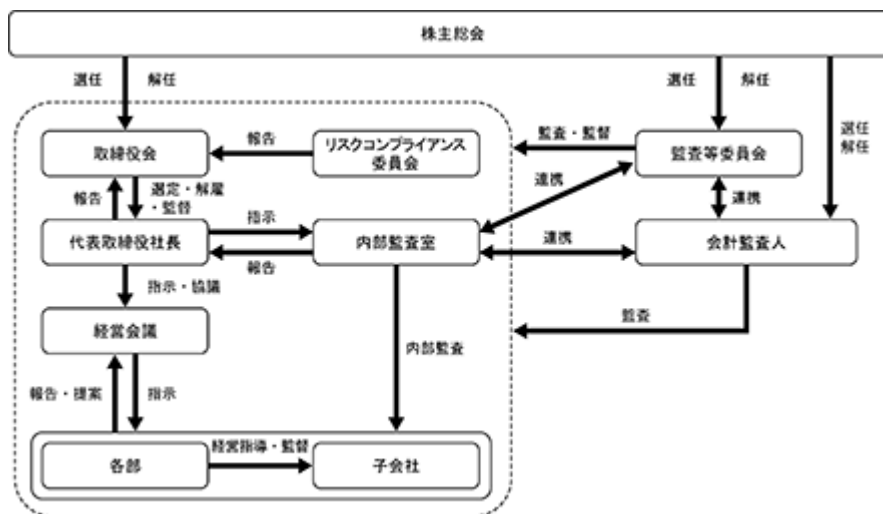 株主総会
選任
解任
選任
解任
選任
解任
取締役会
報告
リスクコンプライアンス
委員会
監査・監督
監査等委員会
報告
選定・解雇
・監督
連携
連携
代表取締役社長
指示
報告
内部監査室
連携
会計監査人
指示・協議
監査
経営会議
内部監査
報告・提案
指示
各部
経営指導・監督
子会社